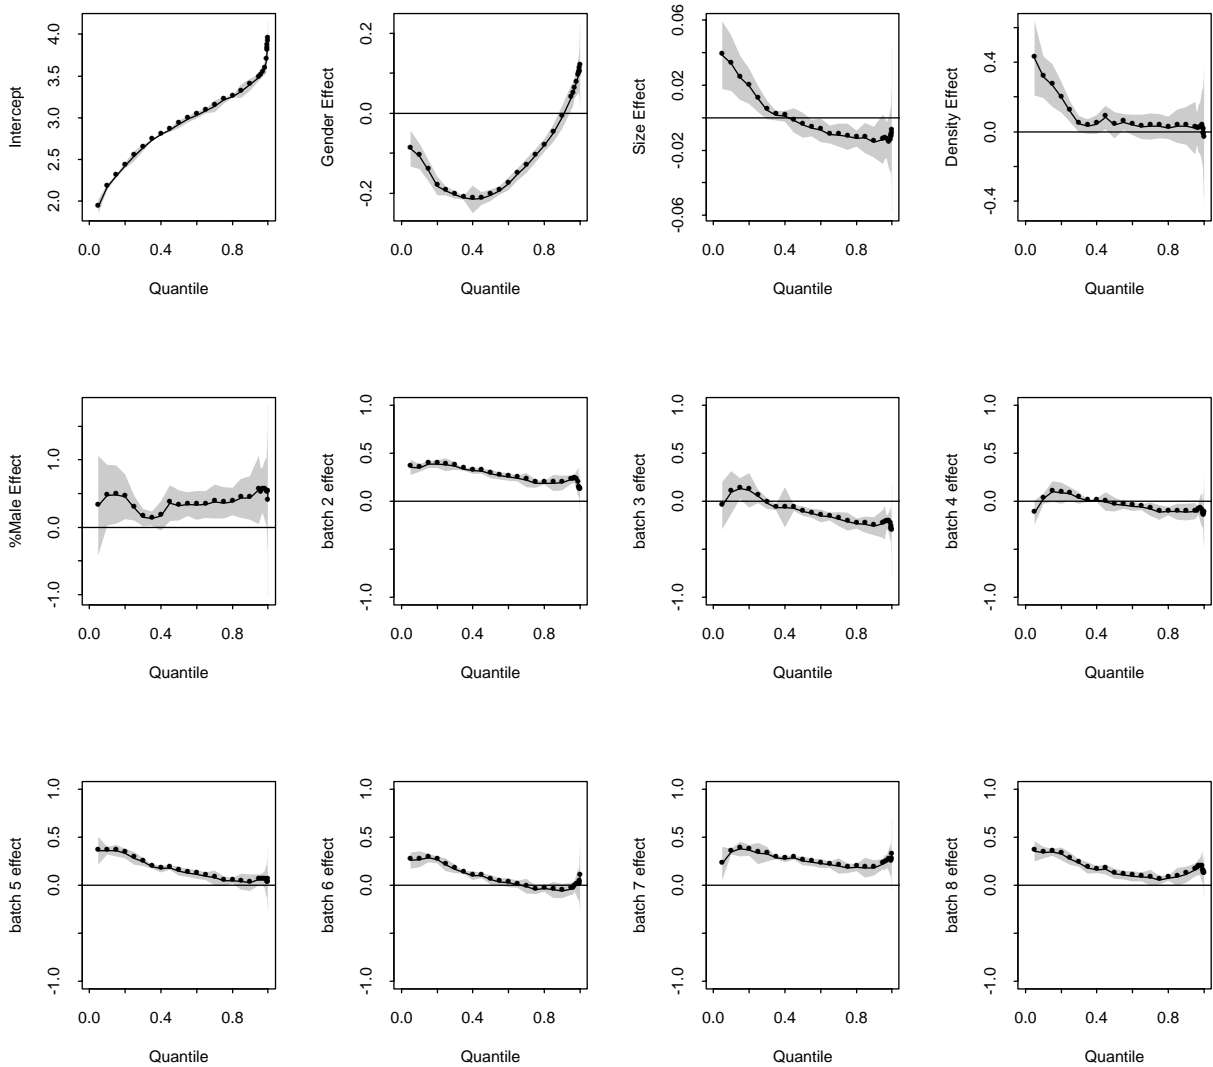 Intercept
4.0
3.5
3.0
2.5
2.0
0.0 0.4 0.8
Quantile
Gender Effect
0.2
0.0
-0.2
0.0 0.4 0.8
Quantile
Size Effect
0.06
0.02
-0.02
-0.06
0.0 0.4 0.8
Quantile
Density Effect
0.4
0.0
-0.4
0.0 0.4 0.8
Quantile
%Male Effect
1.0
0.0
-1.0
0.0 0.4 0.8
Quantile
batch 2 effect
1.0
0.5
0.0
-1.0
0.0 0.4 0.8
Quantile
batch 3 effect
1.0
0.5
0.0
-1.0
0.0 0.4 0.8
Quantile
batch 4 effect
1.0
0.5
0.0
-1.0
0.0 0.4 0.8
Quantile
batch 5 effect
1.0
0.5
0.0
-1.0
0.0 0.4 0.8
Quantile
batch 6 effect
1.0
0.5
0.0
-1.0
0.0 0.4 0.8
Quantile
batch 7 effect
1.0
0.5
0.0
-1.0
0.0 0.4 0.8
Quantile
batch 8 effect
1.0
0.5
0.0
-1.0
0.0 0.4 0.8
Quantile